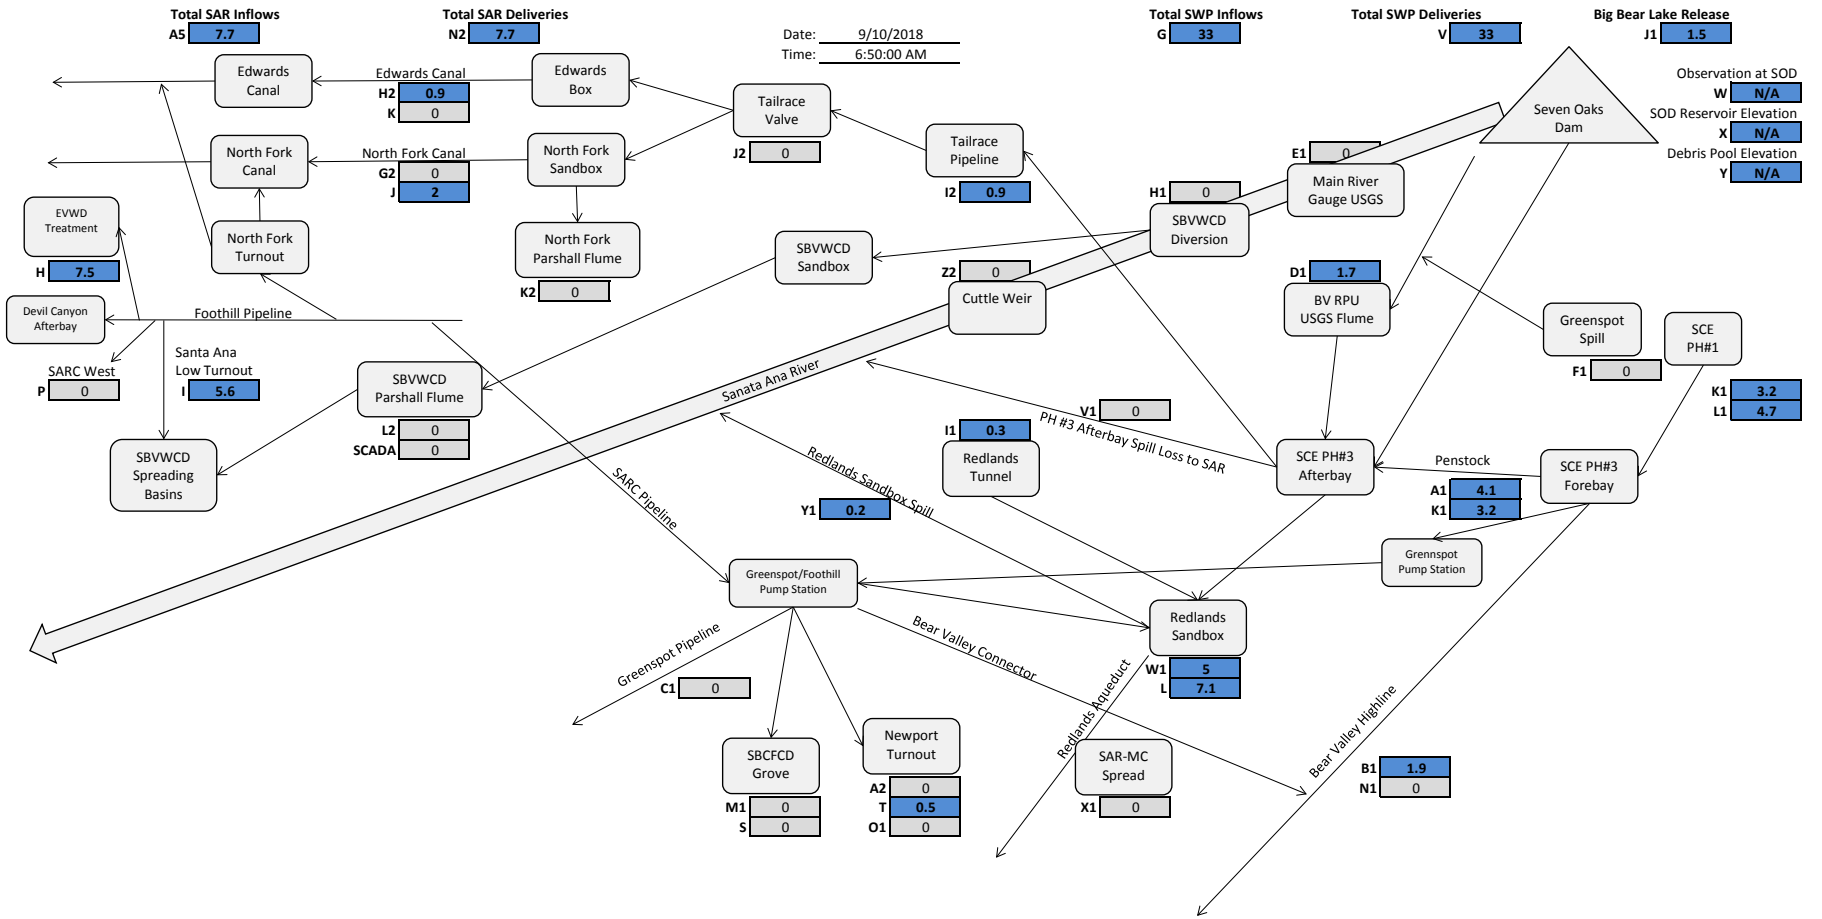 Total SAR Inflows
A5 7.7
Total SAR Deliveries
N2 7.7
Date: 9/10/2018
Time: 6:50:00 AM
Total SWP Inflows
G 33
Total SWP Deliveries
V 33
Big Bear Lake Release
J1 1.5
Observation at SOD
W N/A
SOD Reservoir Elevation
X N/A
Debris Pool Elevation
Y N/A
Edwards
Canal
Edwards Canal
H2 0.9
K 0
Edwards
Box
Tailrace
Valve
J2 0
Tailrace
Pipeline
I2 0.9
Seven Oaks
Dam
E1 0
Main River
Gauge USGS
H1 0
SBVWCD
Diversion
North Fork
Canal
North Fork Canal
G2 0
J 2
North Fork
Sandbox
EVWD
Treatment
H 7.5
North Fork
Turnout
North Fork
Parshall Flume
K2 0
SBVWCD
Sandbox
Z2 0
Cuttle Weir
D1 1.7
BV RPU
USGS Flume
Greenspot
Spill
F1 0
SCE
PH#1
K1 3.2
L1 4.7
Devil Canyon
Afterbay
Foothill Pipeline
SARC West
P 0
Santa Ana
Low Turnout
I 5.6
SBVWCD
Parshall Flume
L2 0
SCADA 0
Sanata Ana River
V1 0
PH #3 Afterbay Spill Loss to SAR
I1 0.3
Redlands
Tunnel
SBVWCD
Spreading
Basins
SARC Pipeline
Redlands Sandbox Spill
Y1 0.2
SCE PH#3
Afterbay
Penstock
A1 4.1
K1 3.2
SCE PH#3
Forebay
Grennspot
Pump Station
Greenspot/Foothill
Pump Station
Redlands
Sandbox
W1 5
L 7.1
Greenspot Pipeline
C1 0
Bear Valley Connector
Redlands Aqueduct
Bear Valley Highline
SBCFCD
Grove
M1 0
S 0
Newport
Turnout
A2 0
T 0.5
O1 0
SAR-MC
Spread
X1 0
B1 1.9
N1 0